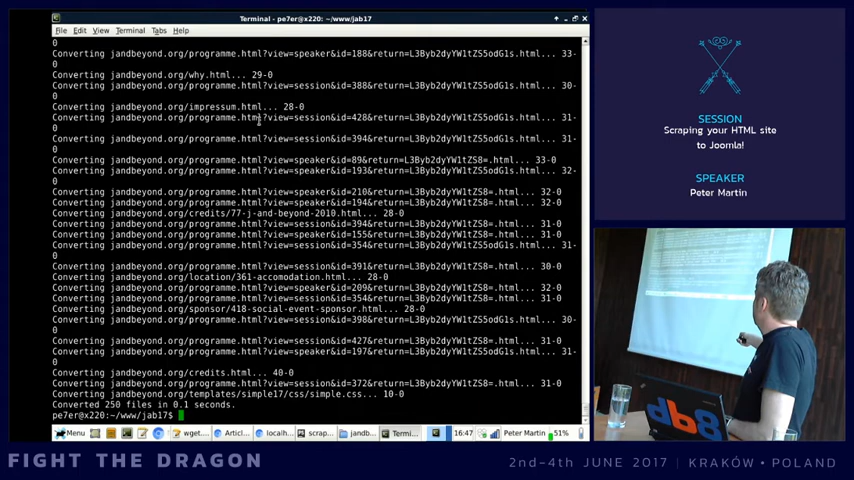 Terminal - pe7er@x220: ~/www/jab17
File Edit View Terminal Tabs Help
0
Converting jandbeyond.org/programme.html?view=speaker&id=188&return=L3Byb2dyYW1tZS5odG1s.html... 33-
0
Converting jandbeyond.org/why.html... 29-0
Converting jandbeyond.org/programme.html?view=session&id=388&return=L3Byb2dyYW1tZS5odG1s.html... 30-
0
Converting jandbeyond.org/impressum.html... 28-0
Converting jandbeyond.org/programme.html?view=session&id=428&return=L3Byb2dyYW1tZS5odG1s.html... 31-
0
Converting jandbeyond.org/programme.html?view=session&id=394&return=L3Byb2dyYW1tZS5odG1s.html... 31-
0
Converting jandbeyond.org/programme.html?view=speaker&id=89&return=L3Byb2dyYW1tZS8=.html... 33-0
Converting jandbeyond.org/programme.html?view=speaker&id=193&return=L3Byb2dyYW1tZS5odG1s.html... 32-
0
Converting jandbeyond.org/programme.html?view=speaker&id=210&return=L3Byb2dyYW1tZS8=.html... 32-0
Converting jandbeyond.org/programme.html?view=speaker&id=194&return=L3Byb2dyYW1tZS8=.html... 32-0
Converting jandbeyond.org/credits/77-j-and-beyond-2010.html... 28-0
Converting jandbeyond.org/programme.html?view=session&id=394&return=L3Byb2dyYW1tZS8=.html... 31-0
Converting jandbeyond.org/programme.html?view=speaker&id=155&return=L3Byb2dyYW1tZS8=.html... 31-0
Converting jandbeyond.org/programme.html?view=session&id=354&return=L3Byb2dyYW1tZS5odG1s.html... 31-
0
Converting jandbeyond.org/programme.html?view=session&id=391&return=L3Byb2dyYW1tZS8=.html... 30-0
Converting jandbeyond.org/location/361-accomodation.html... 28-0
Converting jandbeyond.org/programme.html?view=speaker&id=209&return=L3Byb2dyYW1tZS8=.html... 32-0
Converting jandbeyond.org/programme.html?view=session&id=354&return=L3Byb2dyYW1tZS8=.html... 31-0
Converting jandbeyond.org/sponsor/418-social-event-sponsor.html... 28-0
Converting jandbeyond.org/programme.html?view=session&id=398&return=L3Byb2dyYW1tZS5odG1s.html... 30-
0
Converting jandbeyond.org/programme.html?view=session&id=427&return=L3Byb2dyYW1tZS8=.html... 31-0
Converting jandbeyond.org/programme.html?view=speaker&id=197&return=L3Byb2dyYW1tZS5odG1s.html... 31-
0
Converting jandbeyond.org/credits.html... 40-0
Converting jandbeyond.org/programme.html?view=session&id=372&return=L3Byb2dyYW1tZS8=.html... 31-0
Converting jandbeyond.org/templates/simple17/css/simple.css... 10-0
Converted 250 files in 0.1 seconds.
pe7er@x220:~/www/jab17$
Menu wget... Articl... localh... scrap... jandb... Termi... 16:47 Peter Martin 51%
SESSION
Scraping your HTML site
to Joomla!
SPEAKER
Peter Martin
db8
FIGHT THE DRAGON
2nd-4th JUNE 2017 | KRAKÓW • POLAND